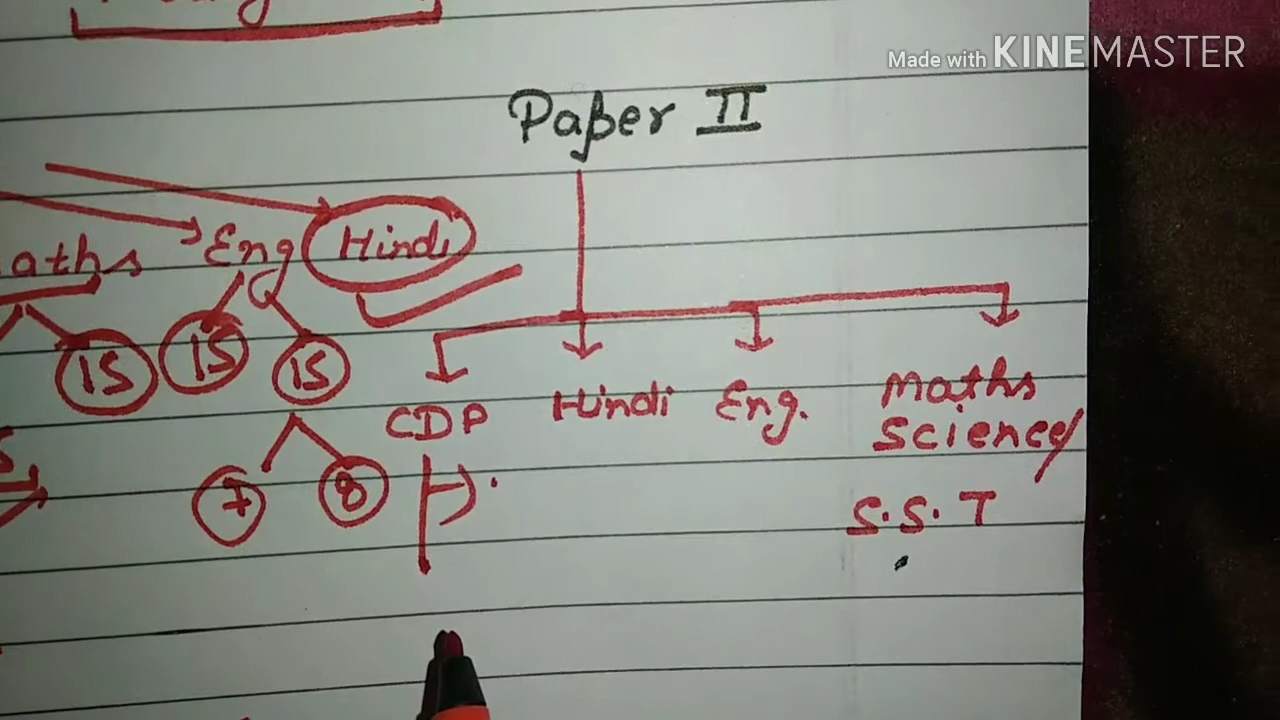 Made with KINEMASTER
Paper II
aths Eng Hindi
15 15 15
CDP Hindi Eng. Maths
Science/
7 8
S.S.T